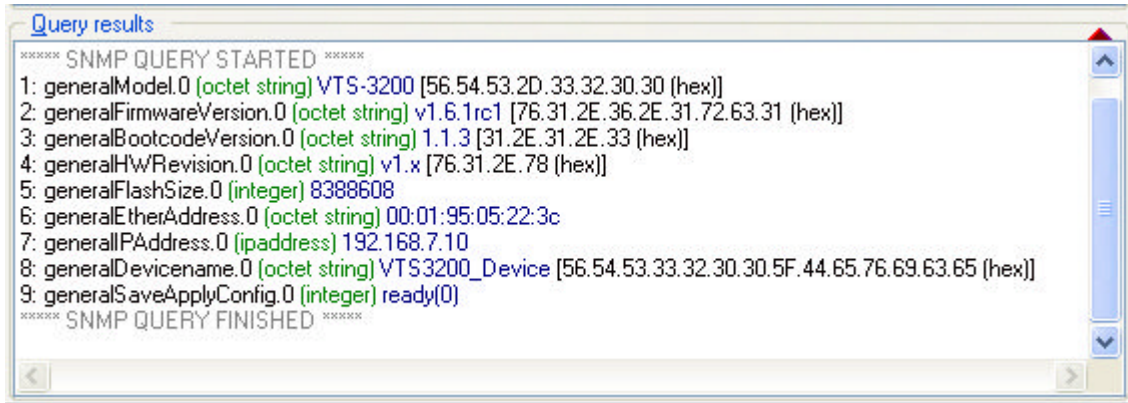 Query results
***** SNMP QUERY STARTED *****
1: generalModel.0 (octet string) VTS-3200 [56.54.53.2D.33.32.30.30 (hex)]
2: generalFirmwareVersion.0 (octet string) v1.6.1rc1 [76.31.2E.36.2E.31.72.63.31 (hex)]
3: generalBootcodeVersion.0 (octet string) 1.1.3 [31.2E.31.2E.33 (hex)]
4: generalHWRevision.0 (octet string) v1.x [76.31.2E.78 (hex)]
5: generalFlashSize.0 (integer) 8388608
6: generalEtherAddress.0 (octet string) 00:01:95:05:22:3c
7: generalIPAddress.0 (ipaddress) 192.168.7.10
8: generalDevicename.0 (octet string) VTS3200_Device [56.54.53.33.32.30.30.5F.44.65.76.69.63.65 (hex)]
9: generalSaveApplyConfig.0 (integer) ready(0)
***** SNMP QUERY FINISHED *****